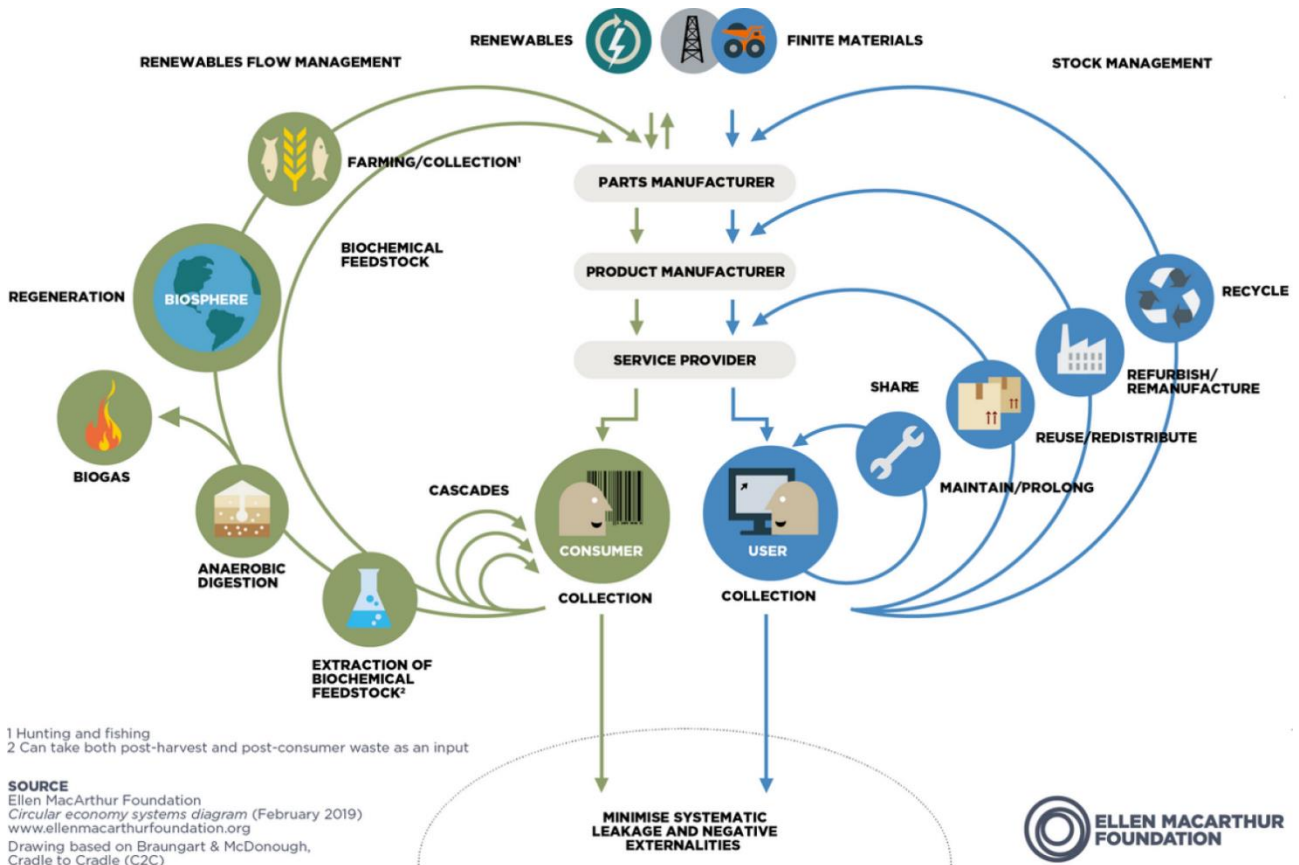 RENEWABLES
FINITE MATERIALS
RENEWABLES FLOW MANAGEMENT
STOCK MANAGEMENT
FARMING/COLLECTION¹
PARTS MANUFACTURER
BIOCHEMICAL
FEEDSTOCK
PRODUCT MANUFACTURER
REGENERATION
BIOSPHERE
RECYCLE
SERVICE PROVIDER
SHARE
REFURBISH/
REMANUFACTURE
REUSE/REDISTRIBUTE
BIOGAS
CASCADES
MAINTAIN/PROLONG
CONSUMER
USER
ANAEROBIC
DIGESTION
COLLECTION
COLLECTION
EXTRACTION OF
BIOCHEMICAL
FEEDSTOCK²
1 Hunting and fishing
2 Can take both post-harvest and post-consumer waste as an input
SOURCE
Ellen MacArthur Foundation
Circular economy systems diagram (February 2019)
www.ellenmacarthurfoundation.org
Drawing based on Braungart & McDonough,
Cradle to Cradle (C2C)
MINIMISE SYSTEMATIC
LEAKAGE AND NEGATIVE
EXTERNALITIES
ELLEN MACARTHUR
FOUNDATION